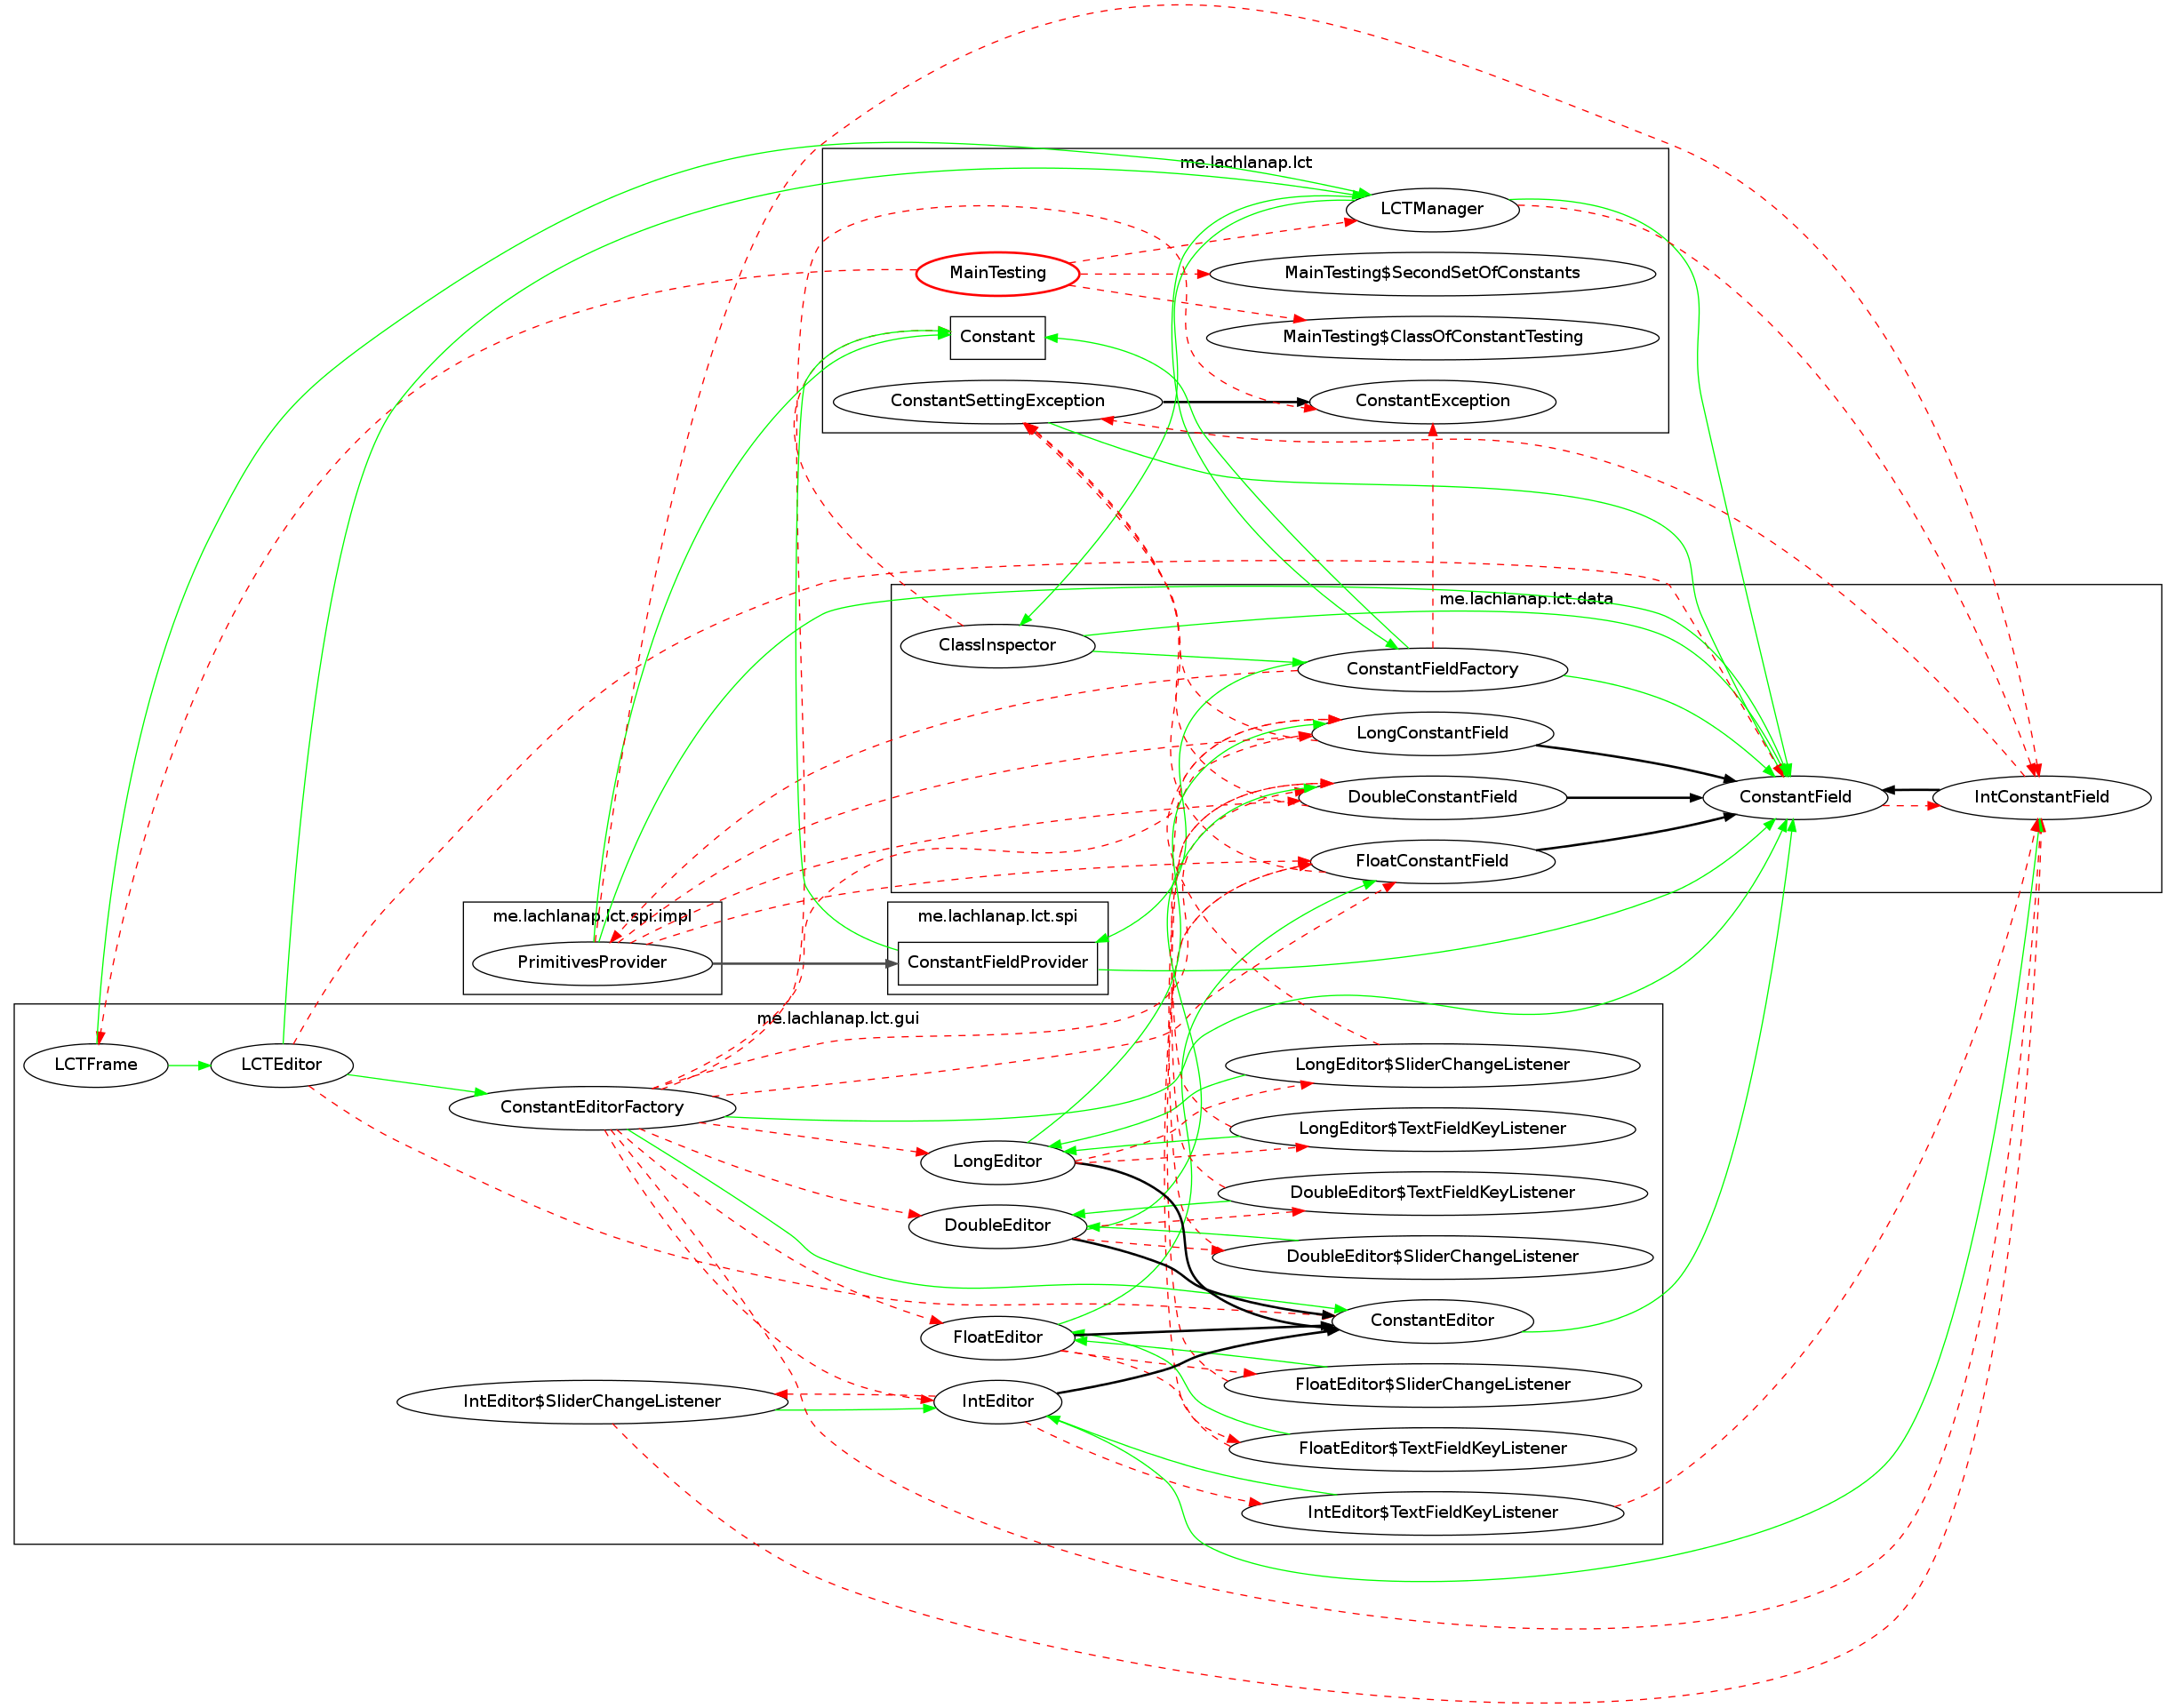 me.lachlanap.lct
LCTManager
MainTesting
MainTesting$SecondSetOfConstants
Constant
MainTesting$ClassOfConstantTesting
ConstantSettingException
ConstantException
me.lachlanap.lct.data
ClassInspector
ConstantFieldFactory
LongConstantField
DoubleConstantField
ConstantField
IntConstantField
FloatConstantField
me.lachlanap.lct.spi.impl
PrimitivesProvider
me.lachlanap.lct.spi
ConstantFieldProvider
me.lachlanap.lct.gui
LCTFrame
LCTEditor
LongEditor$SliderChangeListener
ConstantEditorFactory
LongEditor$TextFieldKeyListener
LongEditor
DoubleEditor$TextFieldKeyListener
DoubleEditor
DoubleEditor$SliderChangeListener
ConstantEditor
FloatEditor
FloatEditor$SliderChangeListener
IntEditor$SliderChangeListener
IntEditor
FloatEditor$TextFieldKeyListener
IntEditor$TextFieldKeyListener